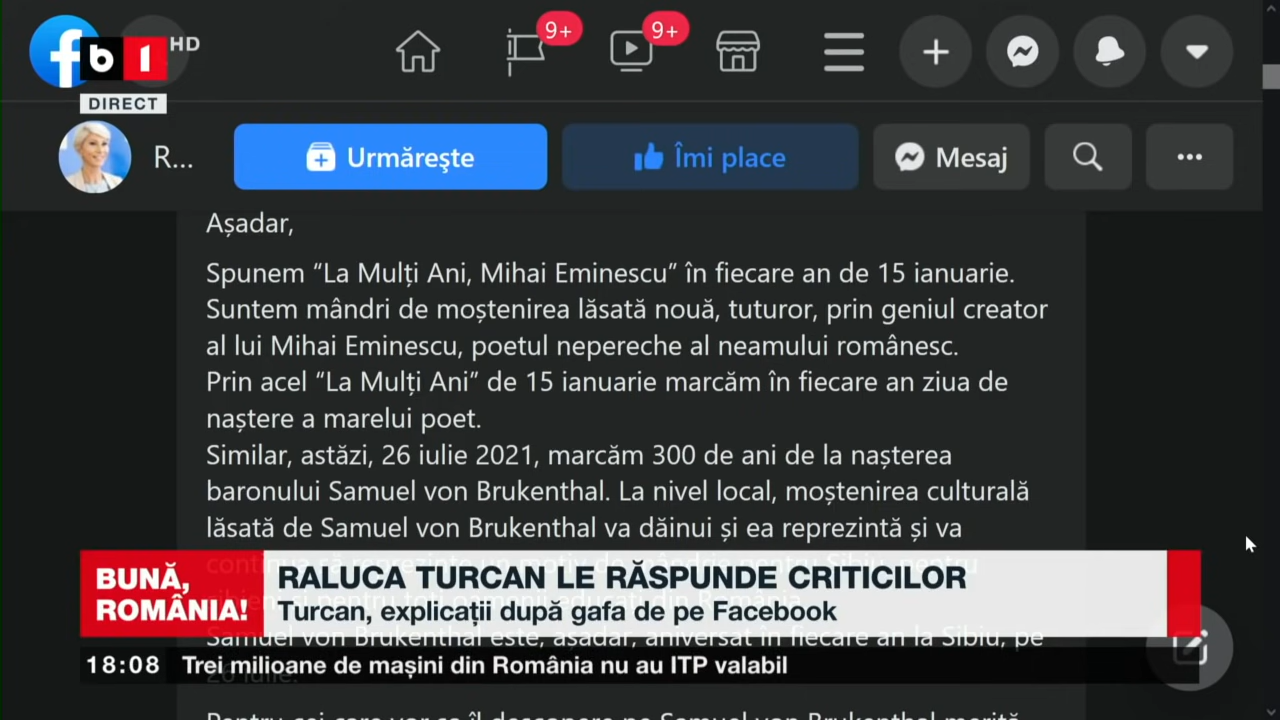 HD
9+
9+
b1
DIRECT
R...
Urmăreşte
Îmi place
Mesaj
Așadar,
Spunem “La Mulți Ani, Mihai Eminescu” în fiecare an de 15 ianuarie.
Suntem mândri de moștenirea lăsată nouă, tuturor, prin geniul creator
al lui Mihai Eminescu, poetul nepereche al neamului românesc.
Prin acel “La Mulți Ani” de 15 ianuarie marcăm în fiecare an ziua de
naștere a marelui poet.
Similar, astăzi, 26 iulie 2021, marcăm 300 de ani de la nașterea
baronului Samuel von Brukenthal. La nivel local, moștenirea culturală
lăsată de Samuel von Brukenthal va dăinui și ea reprezintă și va
BUNĂ,
ROMÂNIA!
RALUCA TURCAN LE RĂSPUNDE CRITICILOR
Turcan, explicații după gafa de pe Facebook
Samuel von Brukenthal este, așadar, aniversat în fiecare an la Sibiu, pe
26 iulie.
18:08 Trei milioane de mașini din România nu au ITP valabil